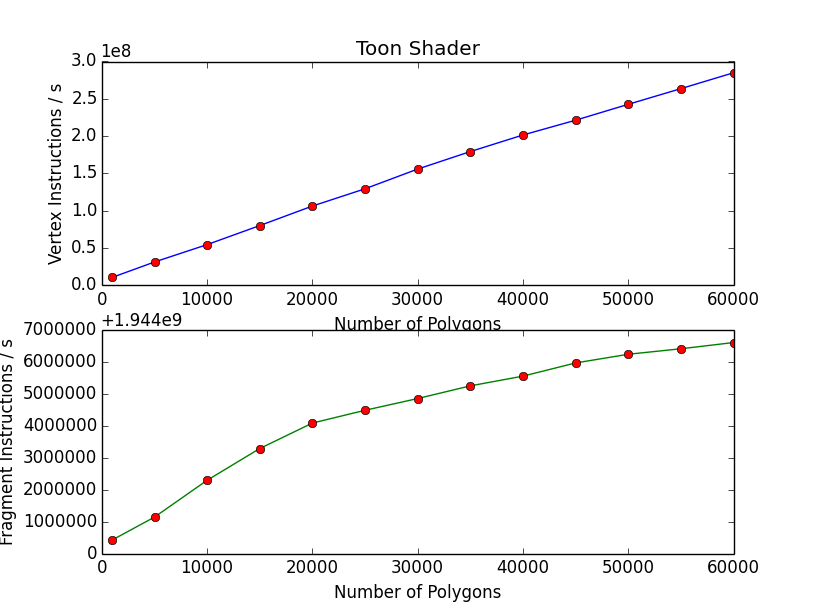 Toon Shader
1e8
3.0
2.5
2.0
1.5
1.0
0.5
0.0
Vertex Instructions / s
0 10000 20000 30000 40000 50000 60000
Number of Polygons
+1.944e9
7000000
6000000
5000000
4000000
3000000
2000000
1000000
0
Fragment Instructions / s
0 10000 20000 30000 40000 50000 60000
Number of Polygons